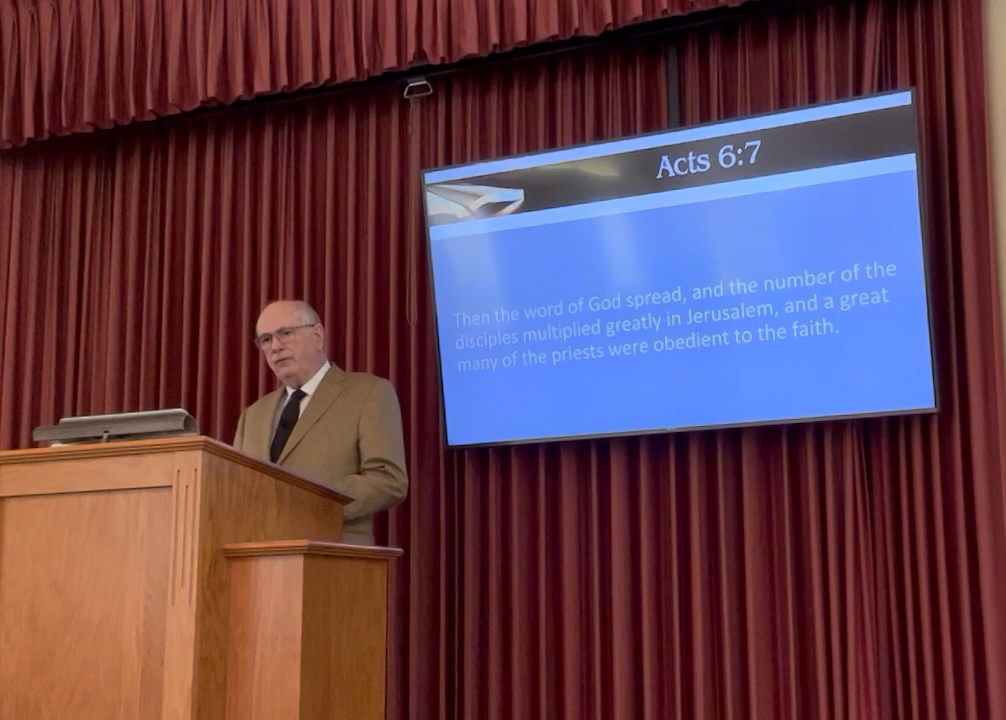 Acts 6:7
Then the word of God spread, and the number of the
disciples multiplied greatly in Jerusalem, and a great
many of the priests were obedient to the faith.